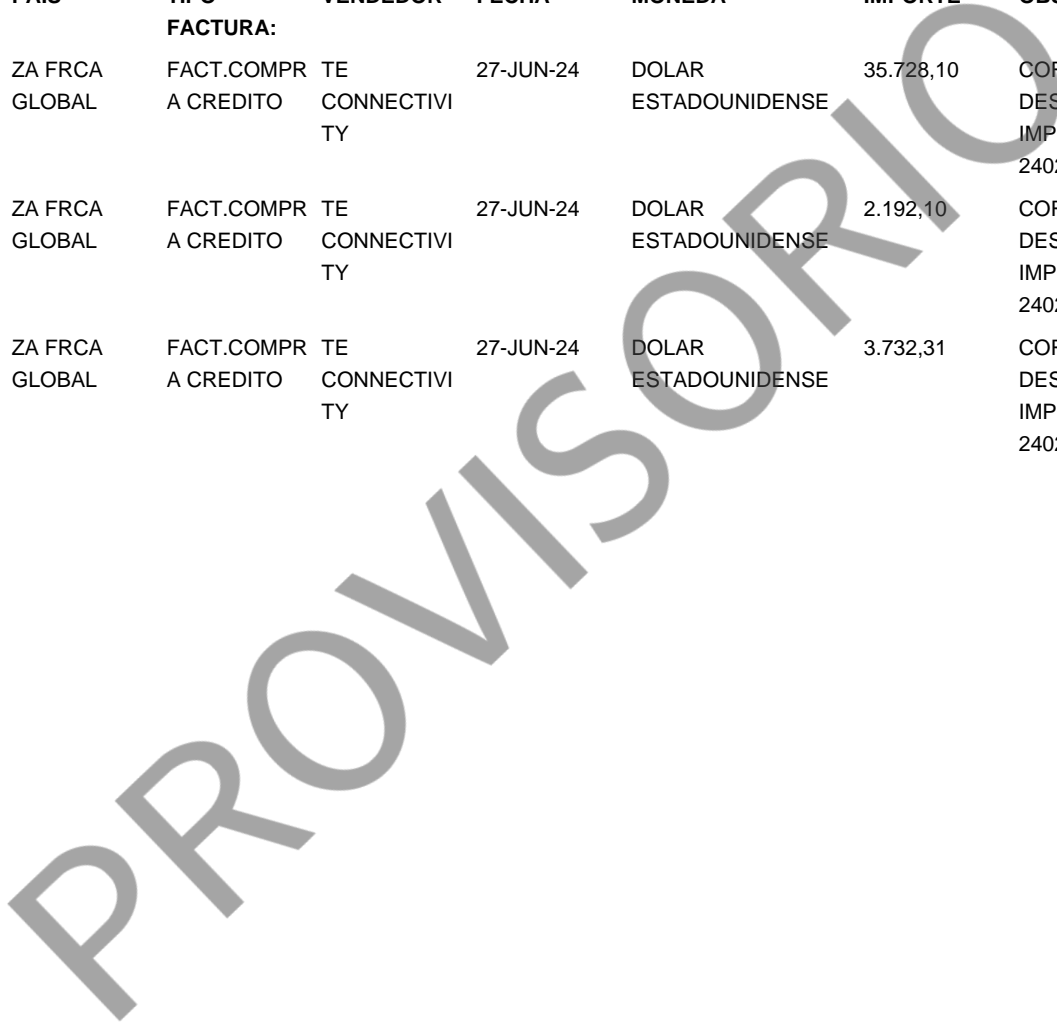 FACTURA:
ZA FRCA FACT.COMPR TE 27-JUN-24 DOLAR 35.728,10
GLOBAL A CREDITO CONNECTIVI ESTADOUNIDENSE
TY
ZA FRCA FACT.COMPR TE 27-JUN-24 DOLAR 2.192,10
GLOBAL A CREDITO CONNECTIVI ESTADOUNIDENSE
TY
ZA FRCA FACT.COMPR TE 27-JUN-24 DOLAR 3.732,31
GLOBAL A CREDITO CONNECTIVI ESTADOUNIDENSE
TY
PROVISORIO